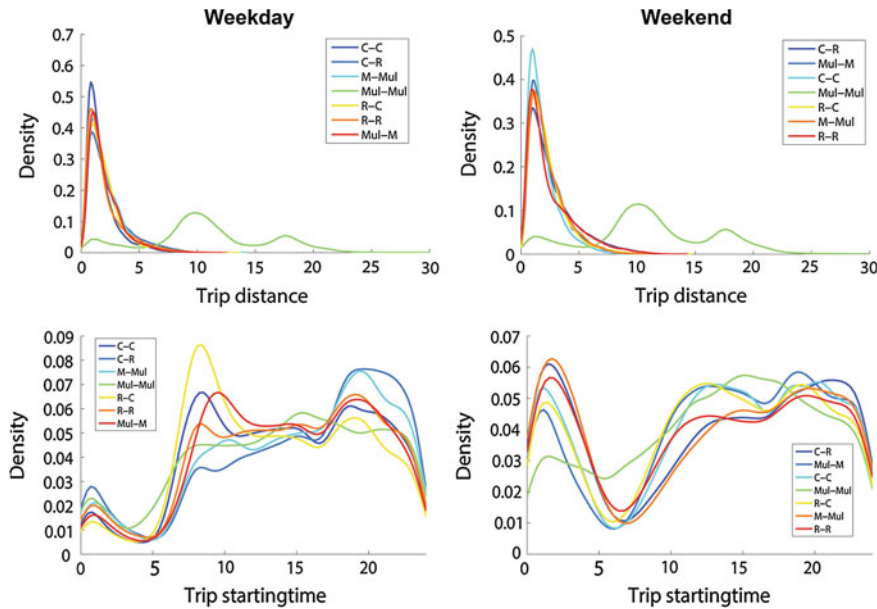 Weekday
0.7
0.6
0.5
0.4
0.3
0.2
0.1
0
Density
0 5 10 15 20 25 30
Trip distance
C–C
C–R
M–Mul
Mul–Mul
R–C
R–R
Mul–M
Weekend
0.5
0.4
0.3
0.2
0.1
0
Density
0 5 10 15 20 25 30
Trip distance
C–R
Mul–M
C–C
Mul–Mul
R–C
M–Mul
R–R
0.09
0.08
0.07
0.06
0.05
0.04
0.03
0.02
0.01
0
Density
0 5 10 15 20
Trip startingtime
C–C
C–R
M–Mul
Mul–Mul
R–C
R–R
Mul–M
0.07
0.06
0.05
0.04
0.03
0.02
0.01
0
Density
0 5 10 15 20
Trip startingtime
C–R
Mul–M
C–C
Mul–Mul
R–C
M–Mul
R–R